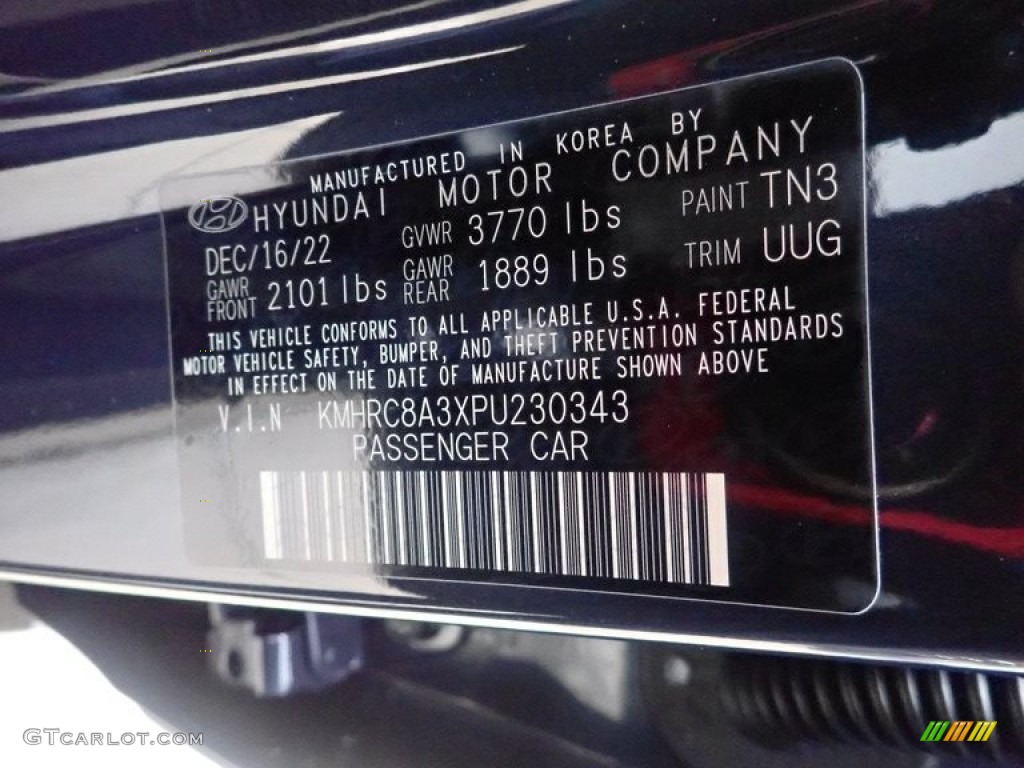 MANUFACTURED IN KOREA BY
HYUNDAI MOTOR COMPANY
DEC/16/22 GVWR 3770 lbs PAINT TN3
GAWR FRONT 2101 lbs GAWR REAR 1889 lbs TRIM UUG
THIS VEHICLE CONFORMS TO ALL APPLICABLE U.S.A. FEDERAL
MOTOR VEHICLE SAFETY, BUMPER, AND THEFT PREVENTION STANDARDS
IN EFFECT ON THE DATE OF MANUFACTURE SHOWN ABOVE
V.I.N KMHRC8A3XPU230343
PASSENGER CAR
GTCARLOT.COM